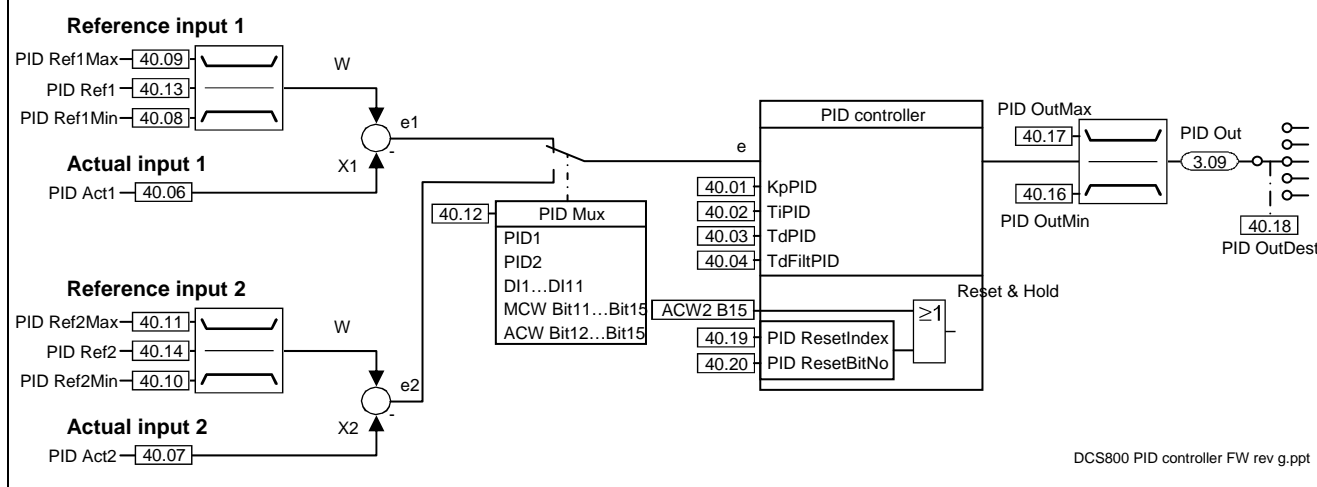 Reference input 1
PID Ref1Max 40.09
PID Ref1 40.13
PID Ref1Min 40.08
W
e1
-
X1
Actual input 1
PID Act1 40.06
40.12 PID Mux
PID1
PID2
DI1…DI11
MCW Bit11…Bit15
ACW Bit12…Bit15
Reference input 2
PID Ref2Max 40.11
PID Ref2 40.14
PID Ref2Min 40.10
W
e2
-
X2
Actual input 2
PID Act2 40.07
PID controller
e
40.01 KpPID
40.02 TiPID
40.03 TdPID
40.04 TdFiltPID
Reset & Hold
ACW2 B15
≥1
40.19 PID ResetIndex
40.20 PID ResetBitNo
PID OutMax
40.17
40.16
PID OutMin
PID Out
3.09
40.18
PID OutDest
DCS800 PID controller FW rev g.ppt